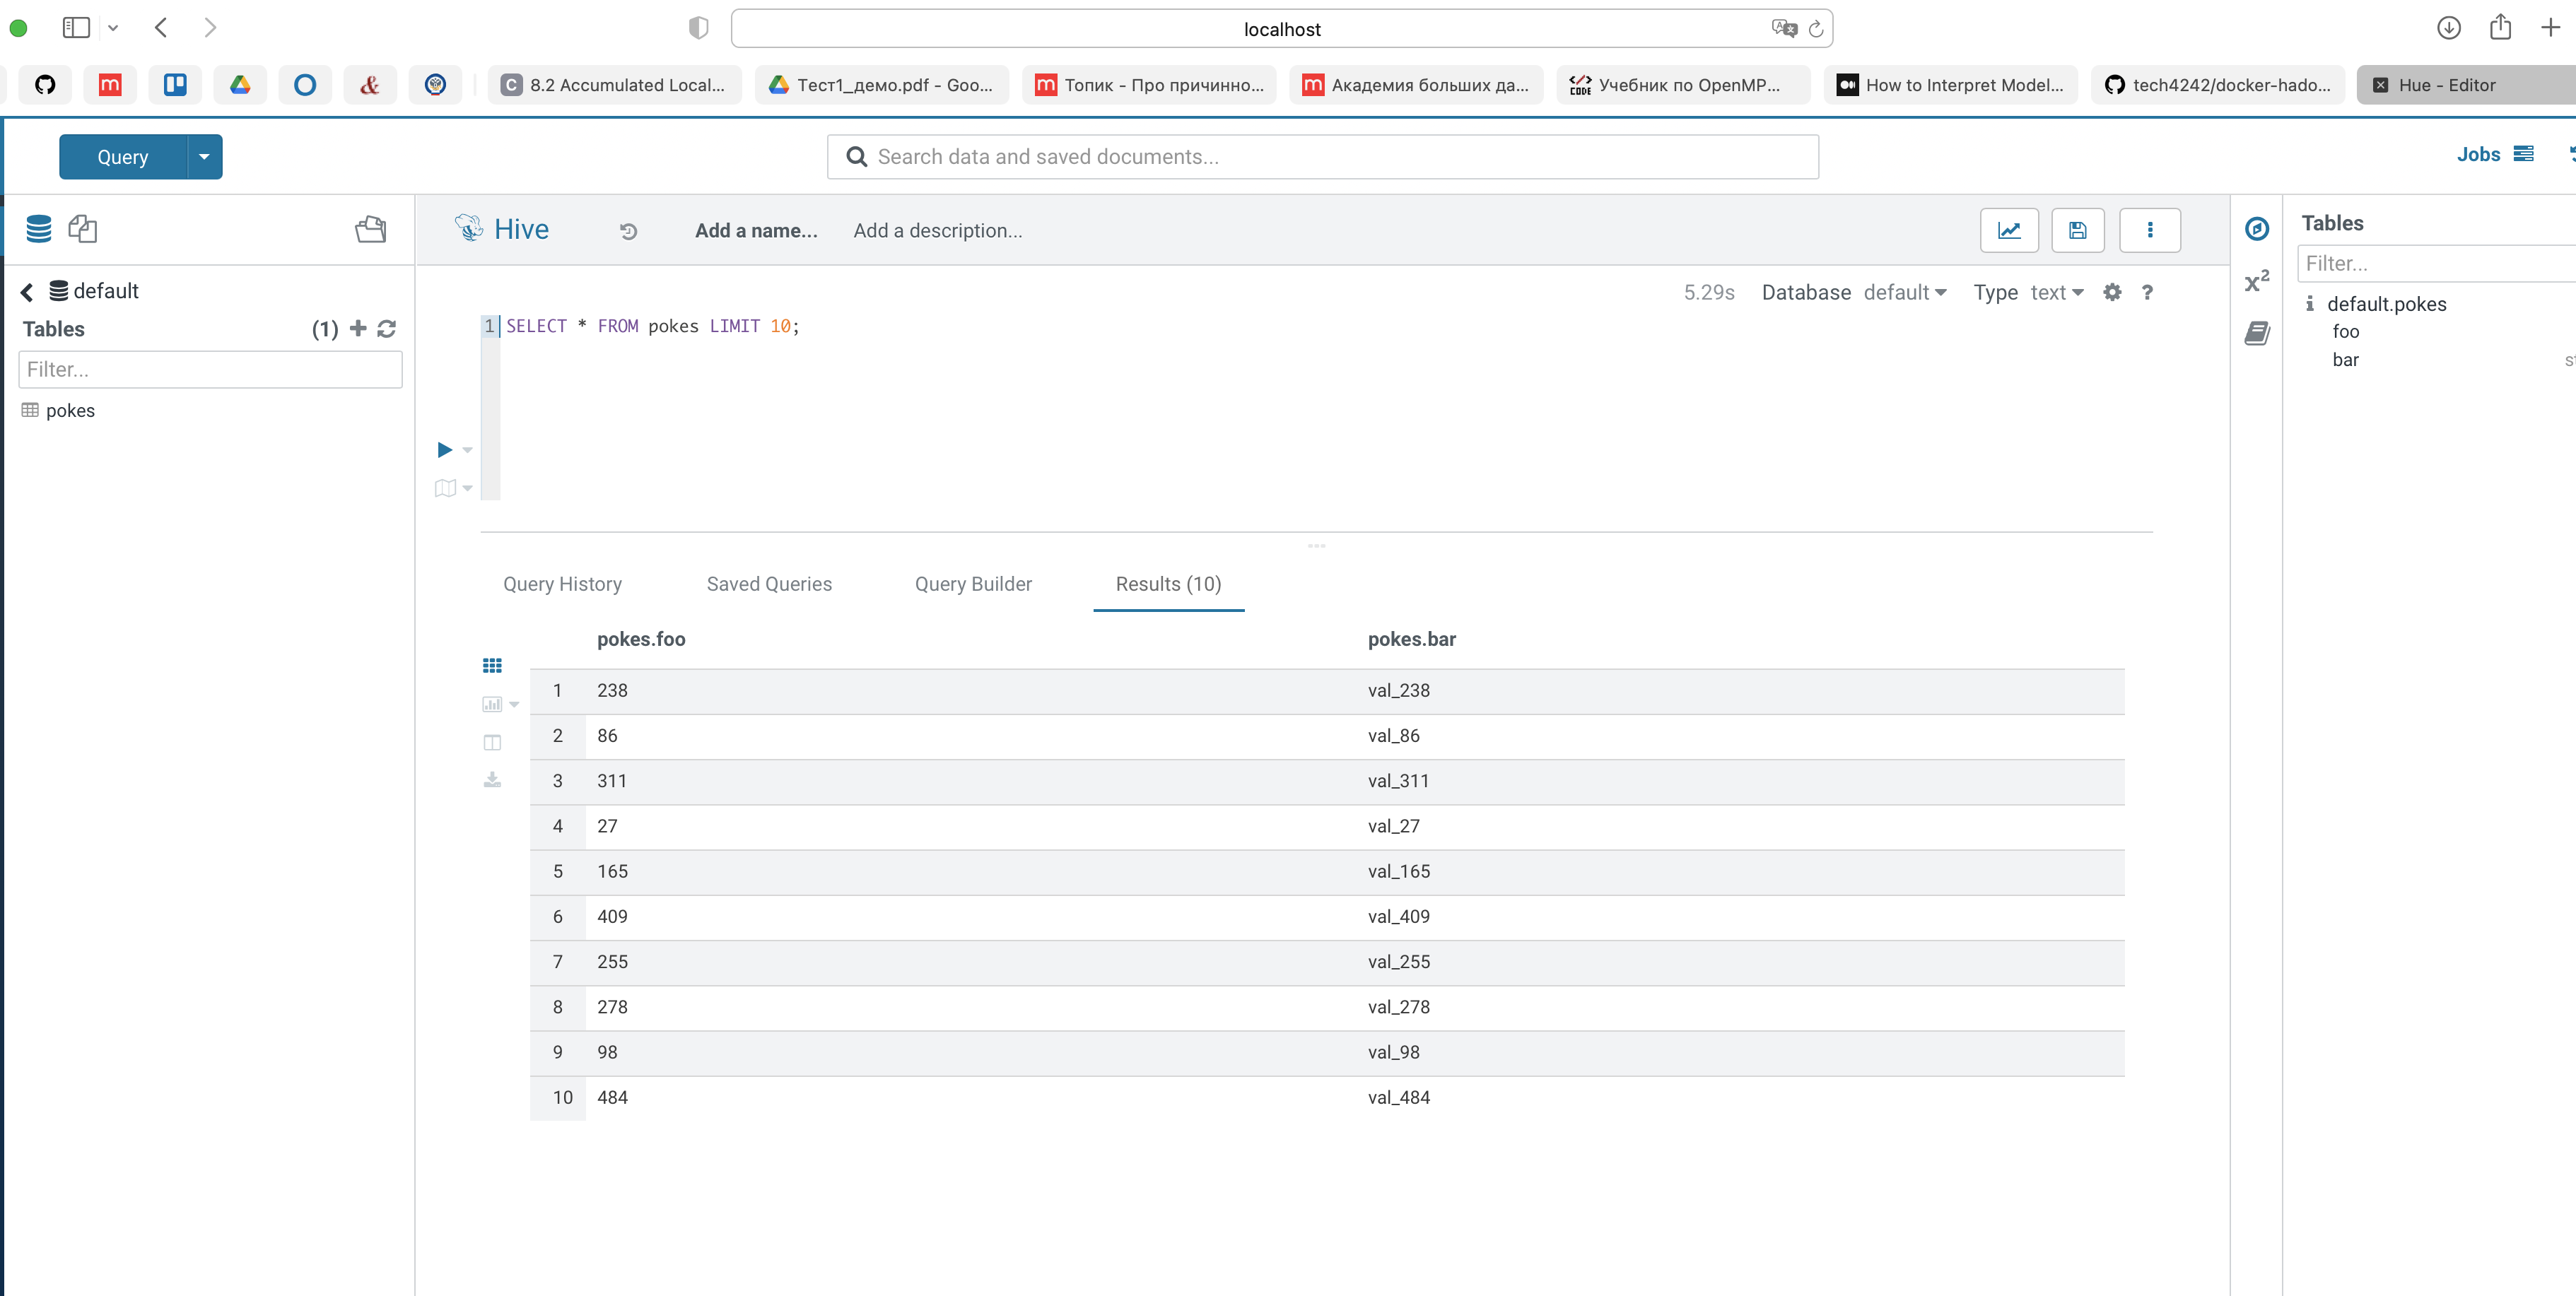 localhost
8.2 Accumulated Local...
Тест1_демо.pdf - Goo...
Топик - Про причинно...
Академия больших да...
Учебник по OpenMP...
How to Interpret Model...
tech4242/docker-hado...
Hue - Editor
Query
Search data and saved documents...
Jobs
Hive
Add a name...
Add a description...
Tables
Filter...
default
5.29s Database default Type text ?
x²
default.pokes
Tables (1)
1 SELECT * FROM pokes LIMIT 10;
foo
bar
Filter...
pokes
Query History
Saved Queries
Query Builder
Results (10)
pokes.foo pokes.bar
1 238 val_238
2 86 val_86
3 311 val_311
4 27 val_27
5 165 val_165
6 409 val_409
7 255 val_255
8 278 val_278
9 98 val_98
10 484 val_484